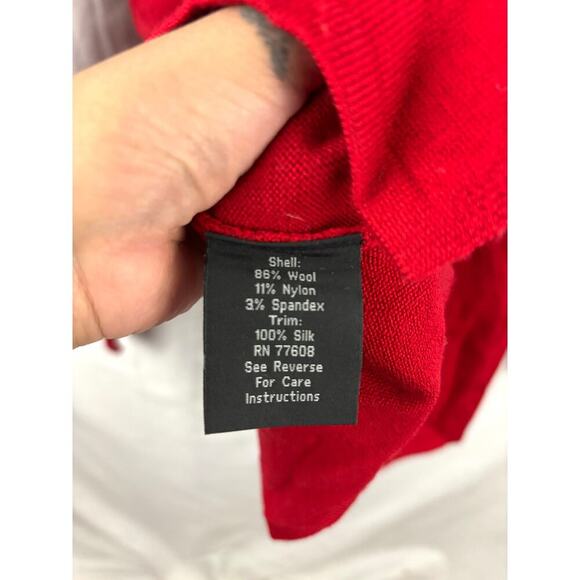 Shell:
86% Wool
11% Nylon
3% Spandex
Trim:
100% Silk
RN 77608
See Reverse
For Care
Instructions